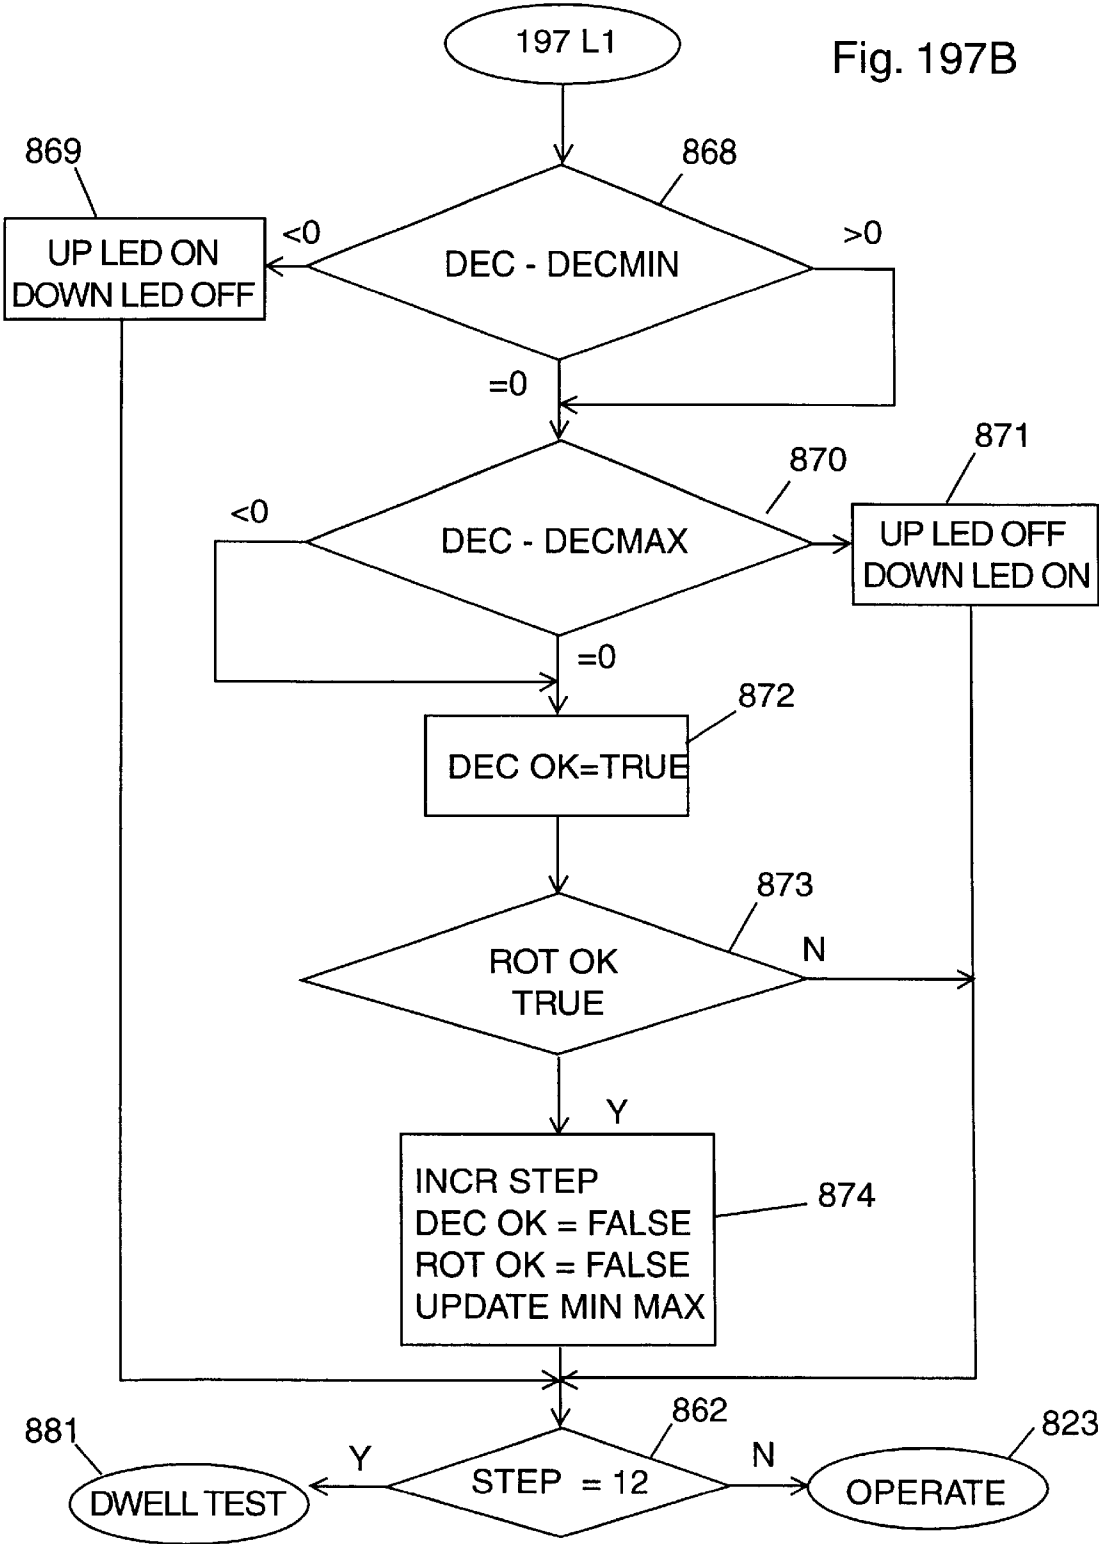 197 L1
Fig. 197B
869
868
<0
>0
UP LED ON
DOWN LED OFF
DEC - DECMIN
=0
871
870
<0
UP LED OFF
DOWN LED ON
DEC - DECMAX
=0
872
DEC OK=TRUE
873
N
ROT OK
TRUE
Y
INCR STEP
DEC OK = FALSE
ROT OK = FALSE
UPDATE MIN MAX
874
862
881
823
Y
N
STEP = 12
DWELL TEST
OPERATE